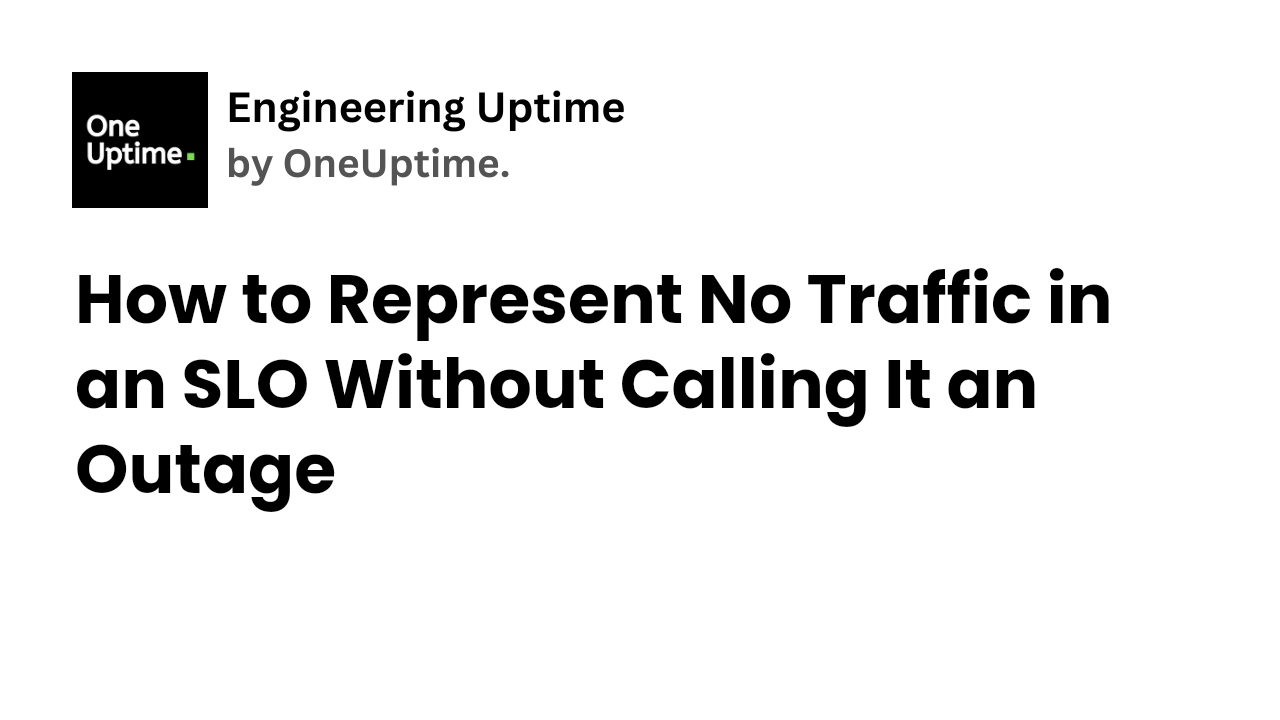 One
Uptime
Engineering Uptime
by OneUptime.
How to Represent No Traffic in
an SLO Without Calling It an
Outage